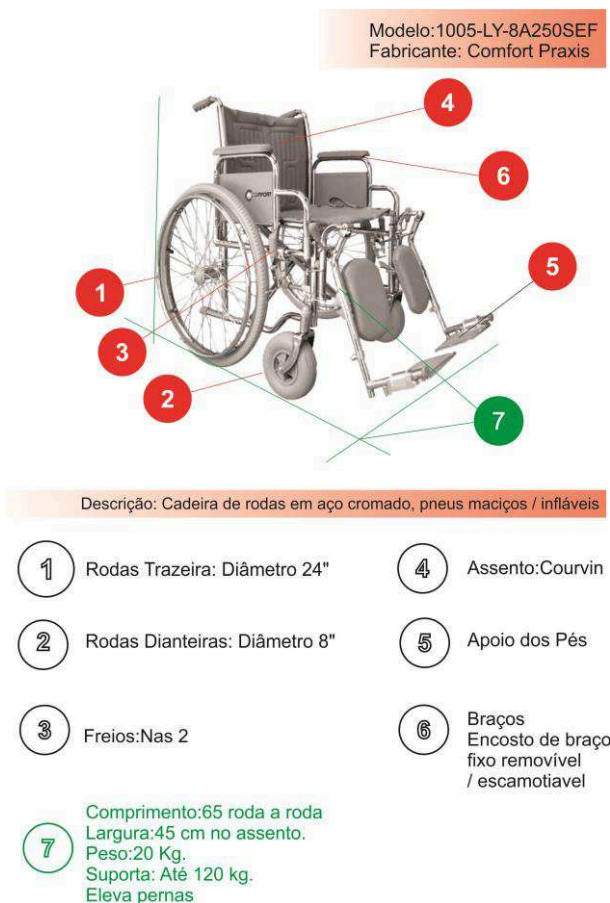 Modelo:1005-LY-8A250SEF
Fabricante: Comfort Praxis
4
6
COMFORT
1
5
3
2
7
Descrição: Cadeira de rodas em aço cromado, pneus maciços / infláveis
1
Rodas Trazeira: Diâmetro 24"
4
Assento:Courvin
2
Rodas Dianteiras: Diâmetro 8"
5
Apoio dos Pés
3
Freios:Nas 2
6
Braços
Encosto de braço
fixo removível
/ escamotiavel
7
Comprimento:65 roda a roda
Largura:45 cm no assento.
Peso:20 Kg.
Suporta: Até 120 kg.
Eleva pernas